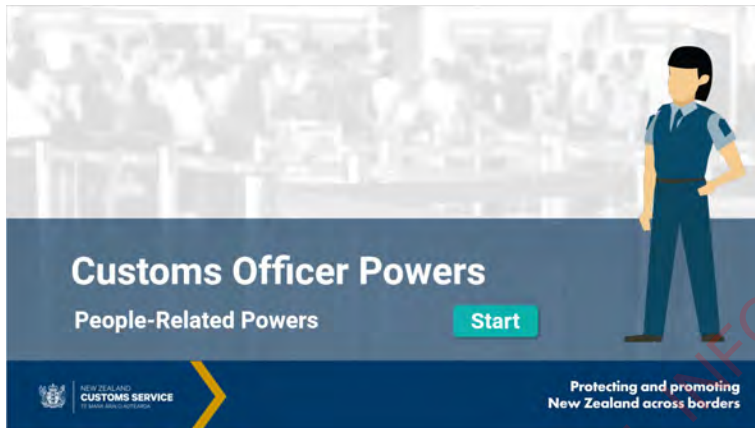 Customs Officer Powers
People-Related Powers
Start
NEW ZEALAND
CUSTOMS SERVICE
TE MANA ĀRAI O AOTEAROA
Protecting and promoting
New Zealand across borders